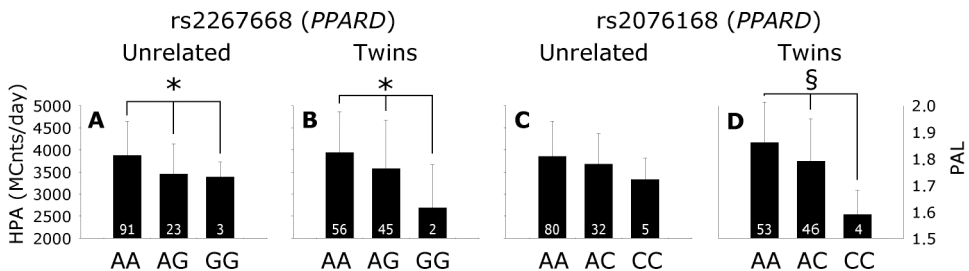 rs2267668 (PPARD) rs2076168 (PPARD)
Unrelated Twins Unrelated Twins
* * §
HPA (MCnts/day)
5000
4500
4000
3500
3000
2500
2000
A B C D
91 23 3 56 45 2 80 32 5 53 46 4
AA AG GG AA AG GG AA AC CC AA AC CC
2.0
1.9
1.8
1.7
1.6
1.5
PAL